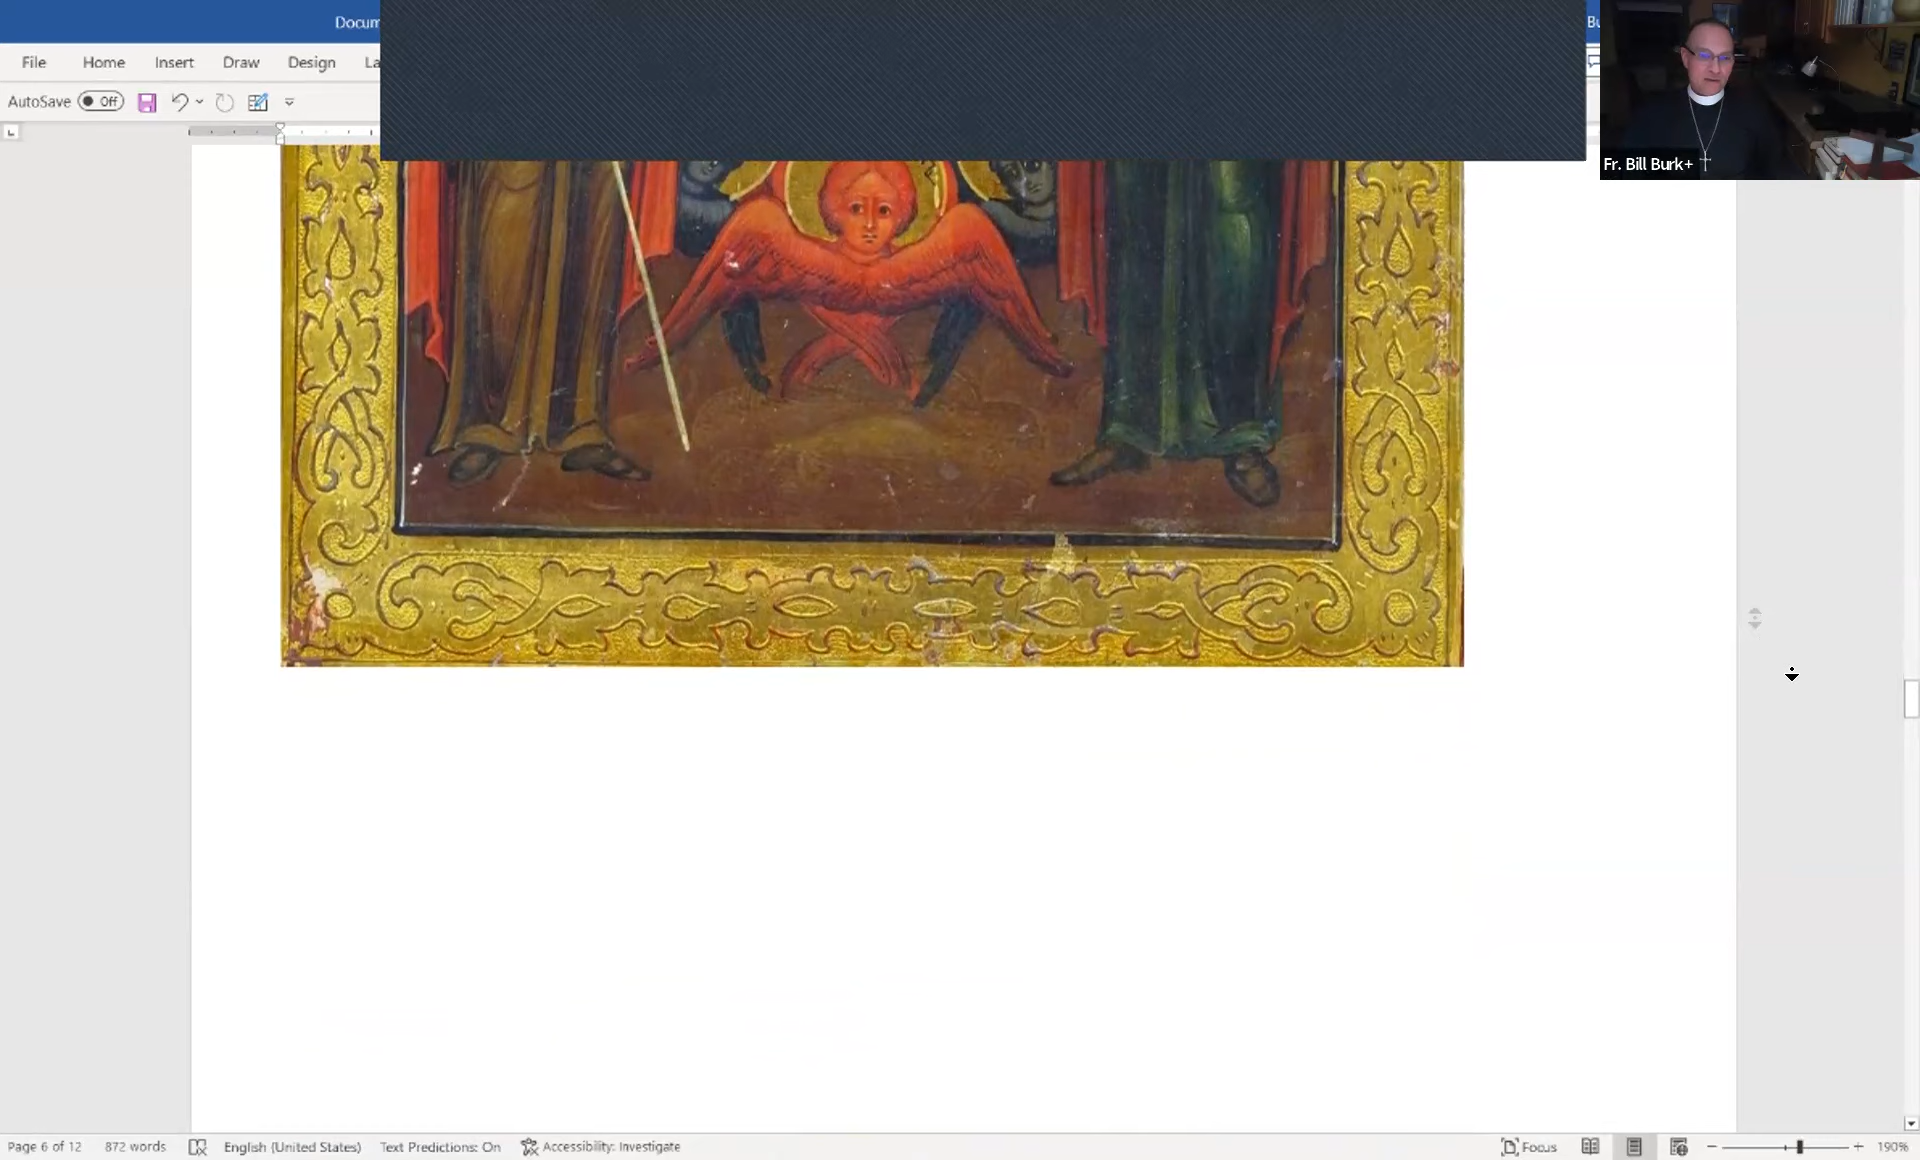 Docum
File Home Insert Draw Design La
AutoSave Off
Fr. Bill Burk+
Page 6 of 12 872 words English (United States) Text Predictions: On Accessibility: Investigate Focus 190%